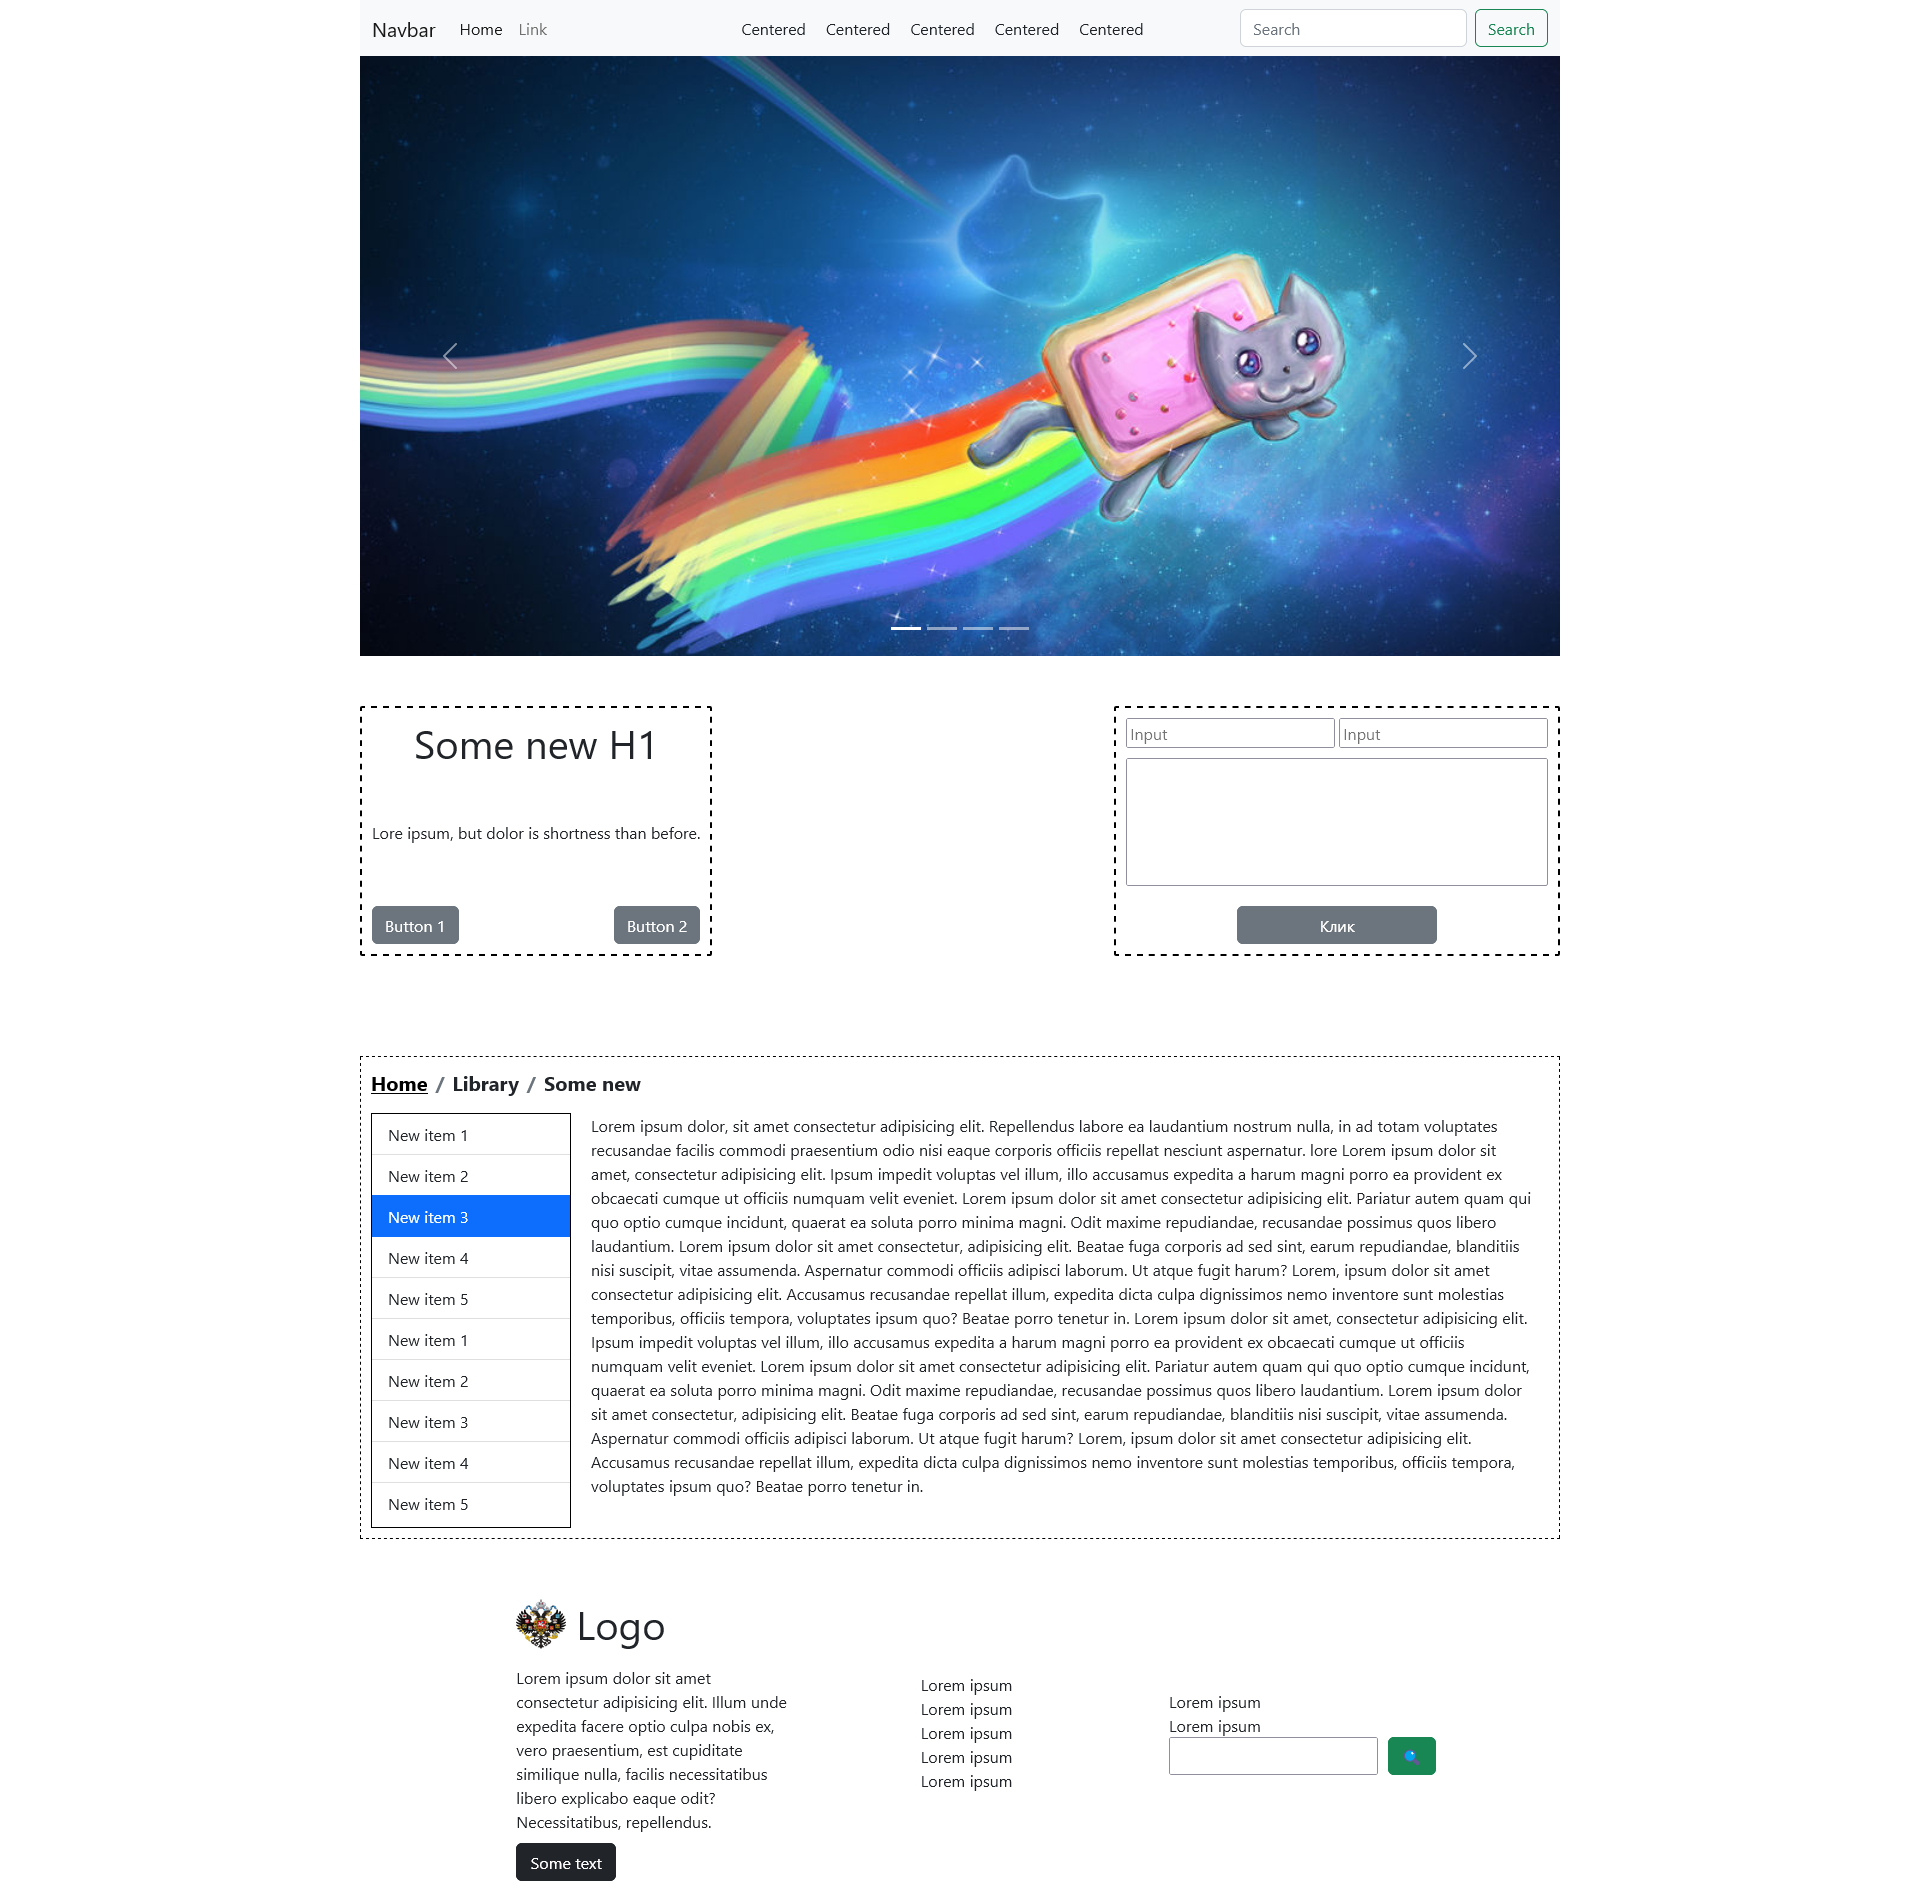 Navbar Home Link Centered Centered Centered Centered Centered Search Search
Some new H1
Lore ipsum, but dolor is shortness than before.
Button 1 Button 2
Input Input
Клик
Home / Library / Some new
New item 1
New item 2
New item 3
New item 4
New item 5
New item 1
New item 2
New item 3
New item 4
New item 5
Lorem ipsum dolor, sit amet consectetur adipisicing elit. Repellendus labore ea laudantium nostrum nulla, in ad totam voluptates
recusandae facilis commodi praesentium odio nisi eaque corporis officiis repellat nesciunt aspernatur. lore Lorem ipsum dolor sit
amet, consectetur adipisicing elit. Ipsum impedit voluptas vel illum, illo accusamus expedita a harum magni porro ea provident ex
obcaecati cumque ut officiis numquam velit eveniet. Lorem ipsum dolor sit amet consectetur adipisicing elit. Pariatur autem quam qui
quo optio cumque incidunt, quaerat ea soluta porro minima magni. Odit maxime repudiandae, recusandae possimus quos libero
laudantium. Lorem ipsum dolor sit amet consectetur, adipisicing elit. Beatae fuga corporis ad sed sint, earum repudiandae, blanditiis
nisi suscipit, vitae assumenda. Aspernatur commodi officiis adipisci laborum. Ut atque fugit harum? Lorem, ipsum dolor sit amet
consectetur adipisicing elit. Accusamus recusandae repellat illum, expedita dicta culpa dignissimos nemo inventore sunt molestias
temporibus, officiis tempora, voluptates ipsum quo? Beatae porro tenetur in. Lorem ipsum dolor sit amet, consectetur adipisicing elit.
Ipsum impedit voluptas vel illum, illo accusamus expedita a harum magni porro ea provident ex obcaecati cumque ut officiis
numquam velit eveniet. Lorem ipsum dolor sit amet consectetur adipisicing elit. Pariatur autem quam qui quo optio cumque incidunt,
quaerat ea soluta porro minima magni. Odit maxime repudiandae, recusandae possimus quos libero laudantium. Lorem ipsum dolor
sit amet consectetur, adipisicing elit. Beatae fuga corporis ad sed sint, earum repudiandae, blanditiis nisi suscipit, vitae assumenda.
Aspernatur commodi officiis adipisci laborum. Ut atque fugit harum? Lorem, ipsum dolor sit amet consectetur adipisicing elit.
Accusamus recusandae repellat illum, expedita dicta culpa dignissimos nemo inventore sunt molestias temporibus, officiis tempora,
voluptates ipsum quo? Beatae porro tenetur in.
Logo
Lorem ipsum dolor sit amet
consectetur adipisicing elit. Illum unde
expedita facere optio culpa nobis ex,
vero praesentium, est cupiditate
similique nulla, facilis necessitatibus
libero explicabo eaque odit?
Necessitatibus, repellendus.
Some text
Lorem ipsum
Lorem ipsum
Lorem ipsum
Lorem ipsum
Lorem ipsum
Lorem ipsum
Lorem ipsum